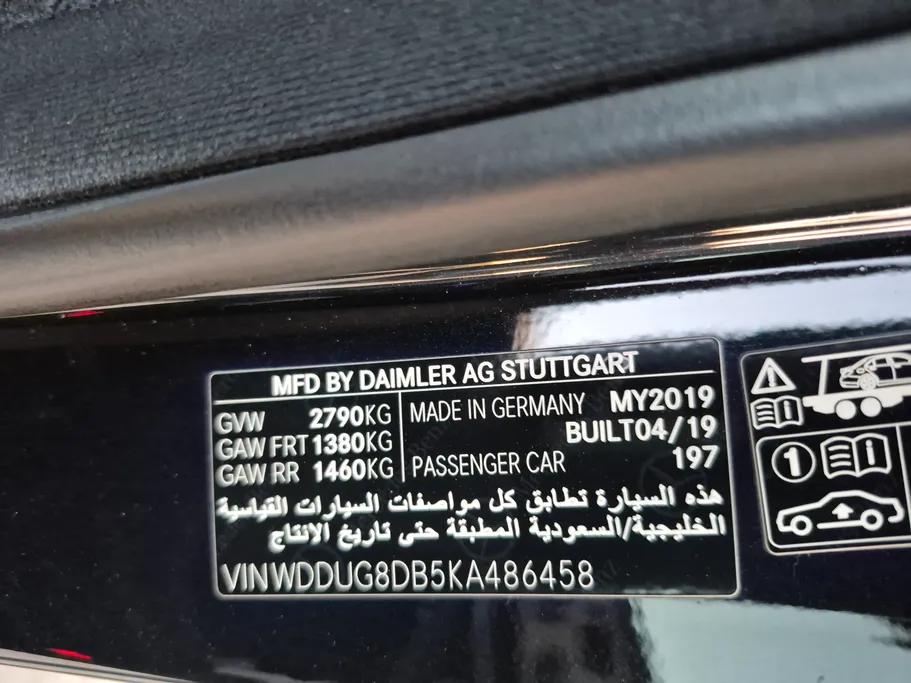 MFD BY DAIMLER AG STUTTGART
GVW 2790KG
GAW FRT 1380KG
GAW RR 1460KG
MADE IN GERMANY MY2019
BUILT04/19
PASSENGER CAR 197
هذه السيارة تطابق كل مواصفات السيارات القياسية
الخليجية/السعودية المطبقة حتى تاريخ الانتاج
VINWDDUG8DB5KA486458
1